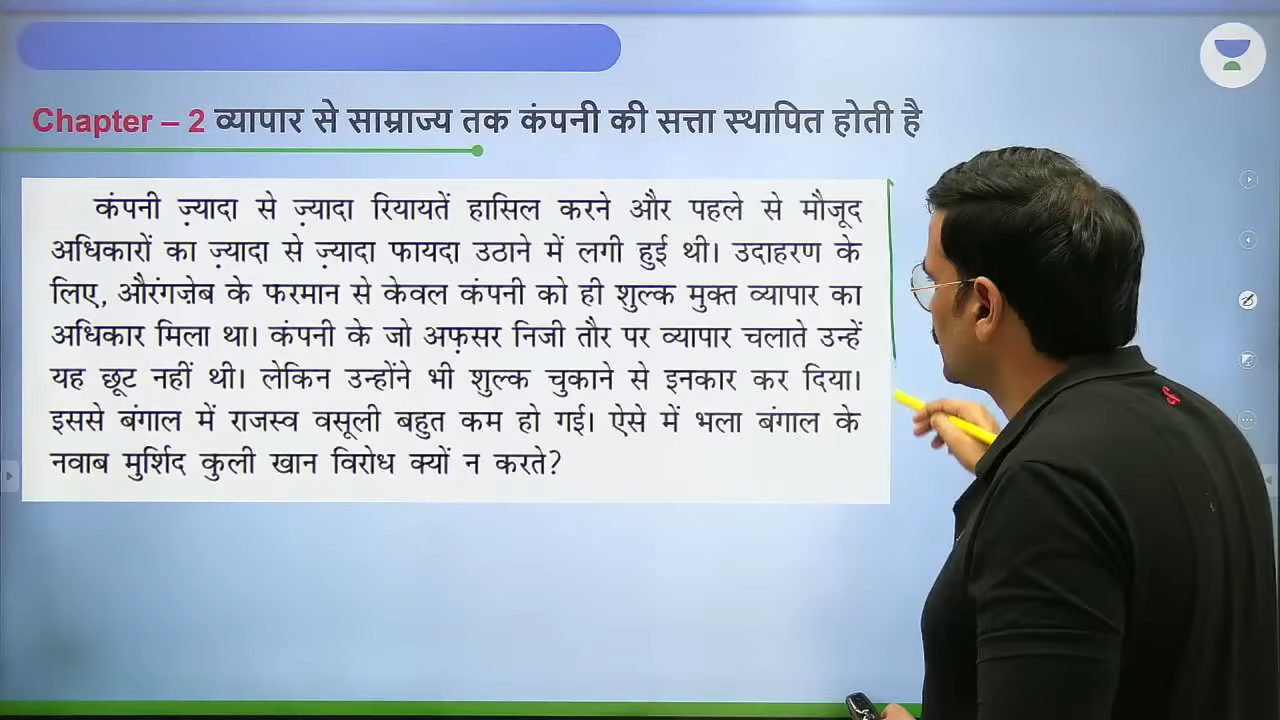 Chapter – 2 व्यापार से साम्राज्य तक कंपनी की सत्ता स्थापित होती है
कंपनी ज़्यादा से ज़्यादा रियायतें हासिल करने और पहले से मौजूद
अधिकारों का ज़्यादा से ज़्यादा फायदा उठाने में लगी हुई थी। उदाहरण के
लिए, औरंगज़ेब के फरमान से केवल कंपनी को ही शुल्क मुक्त व्यापार का
अधिकार मिला था। कंपनी के जो अफ़सर निजी तौर पर व्यापार चलाते उन्हें
यह छूट नहीं थी। लेकिन उन्होंने भी शुल्क चुकाने से इनकार कर दिया।
इससे बंगाल में राजस्व वसूली बहुत कम हो गई। ऐसे में भला बंगाल के
नवाब मुर्शिद कुली खान विरोध क्यों न करते?